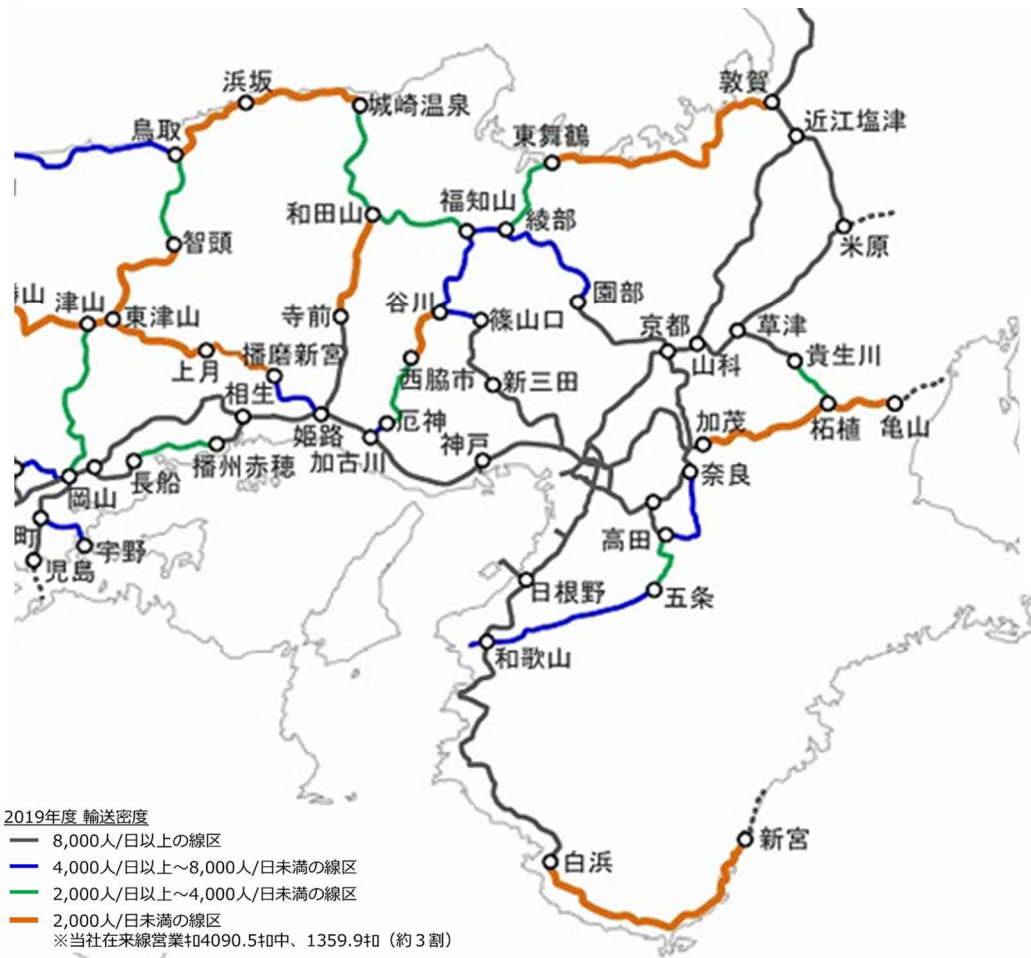 浜坂
敦賀
城崎温泉
近江塩津
鳥取
東舞鶴
福知山
和田山
綾部
米原
智頭
園部
谷川
山
津山
東津山
寺前
篠山口
京都
草津
山科
貴生川
上月
播磨新宮
西脇市
新三田
相生
厄神
加茂
柘植
亀山
姫路
加古川
神戸
播州赤穂
長船
奈良
岡山
町
宇野
高田
児島
日根野
五条
和歌山
2019年度 輸送密度
8,000人/日以上の線区
4,000人/日以上～8,000人/日未満の線区
2,000人/日以上～4,000人/日未満の線区
2,000人/日未満の線区
※当社在来線営業㌔4090.5㌔中、1359.9㌔（約３割）
白浜
新宮